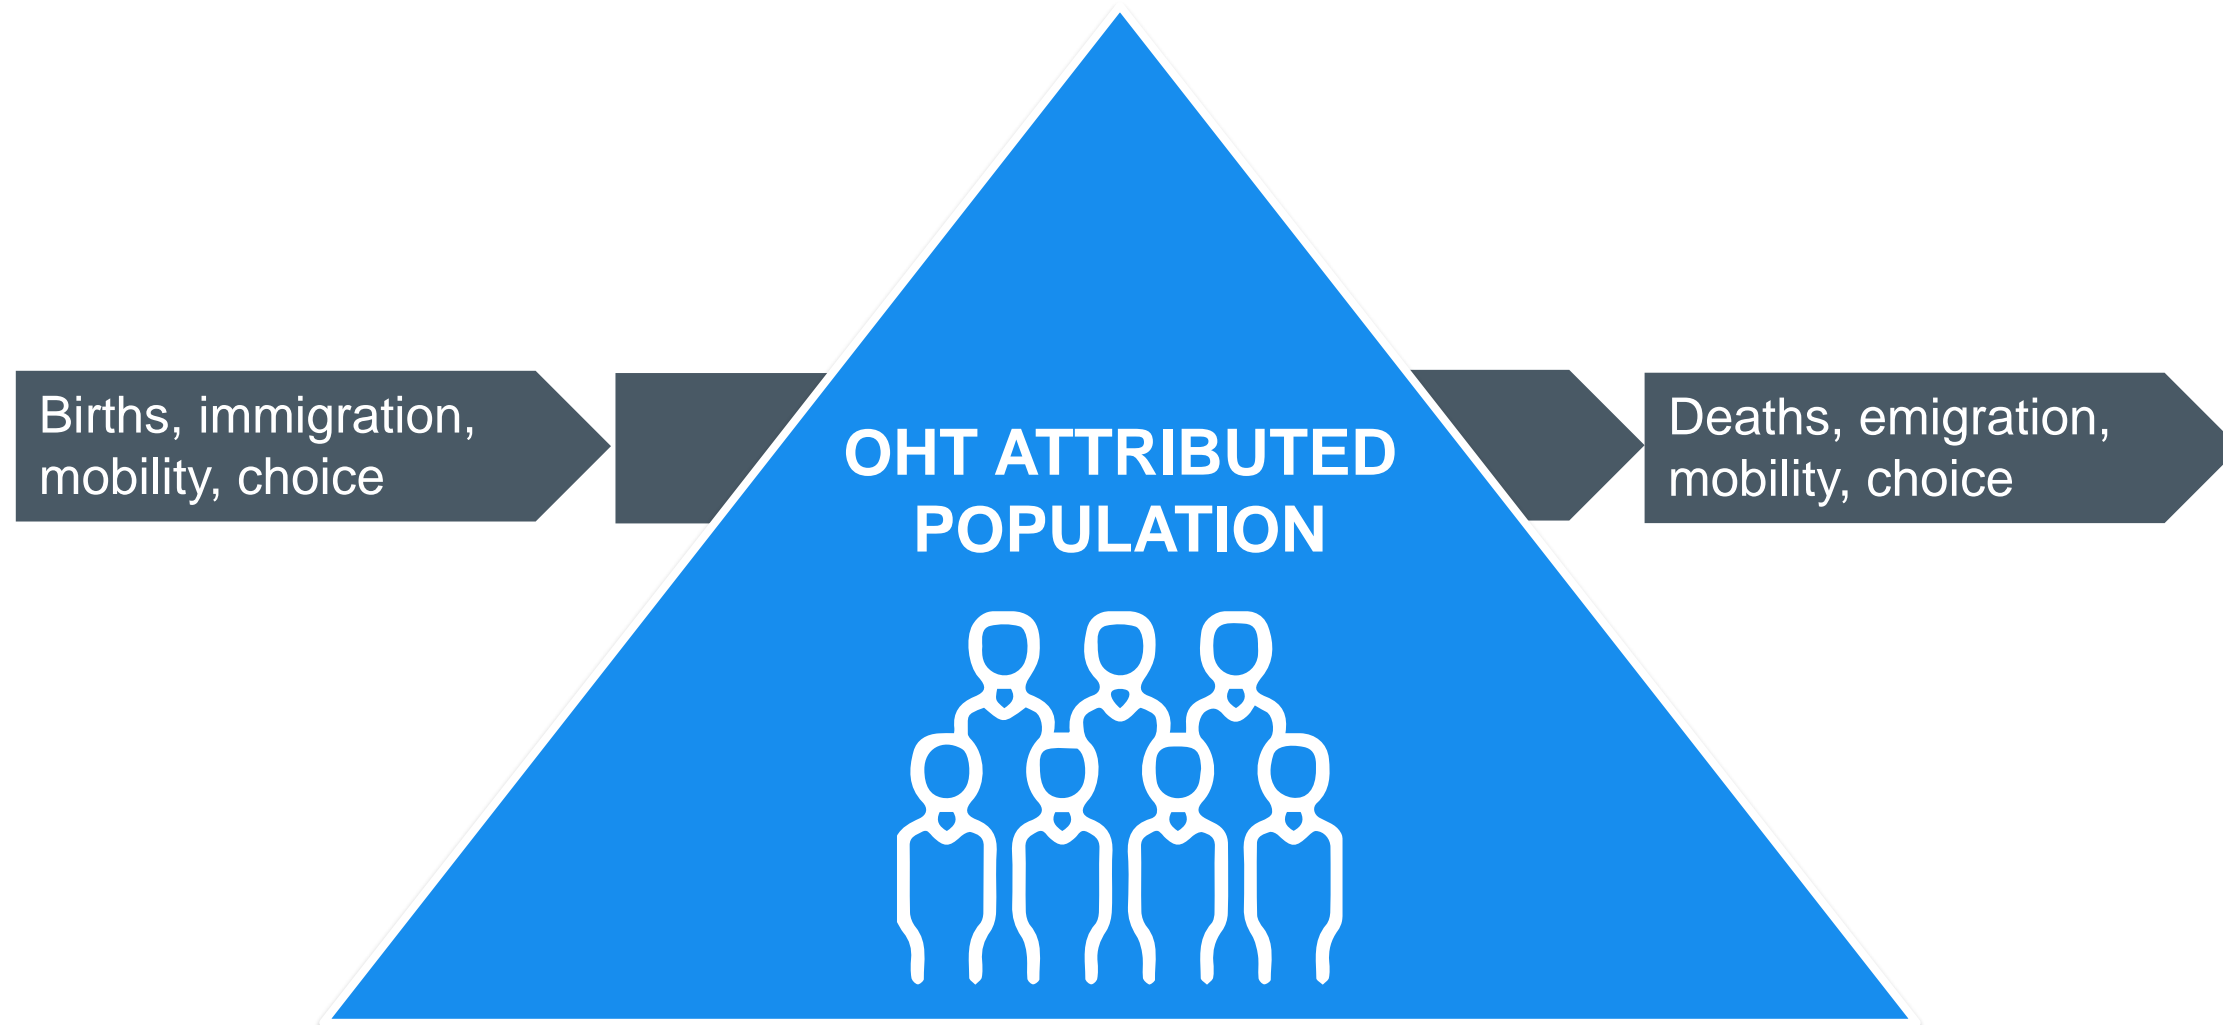 Births, immigration,
mobility, choice
OHT ATTRIBUTED
POPULATION
Deaths, emigration,
mobility, choice